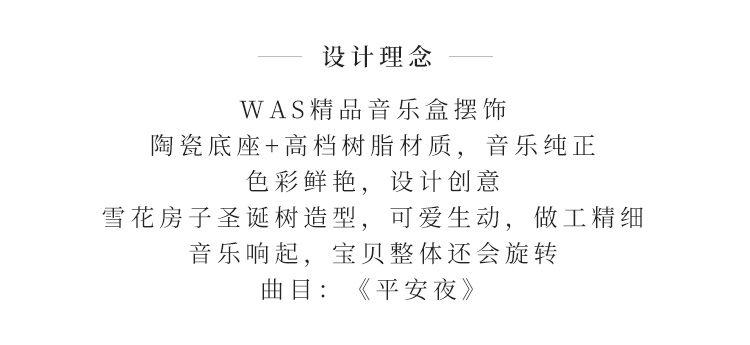 设计理念
WAS精品音乐盒摆饰
陶瓷底座+高档树脂材质，音乐纯正
色彩鲜艳，设计创意
雪花房子圣诞树造型，可爱生动，做工精细
音乐响起，宝贝整体还会旋转
曲目：《平安夜》